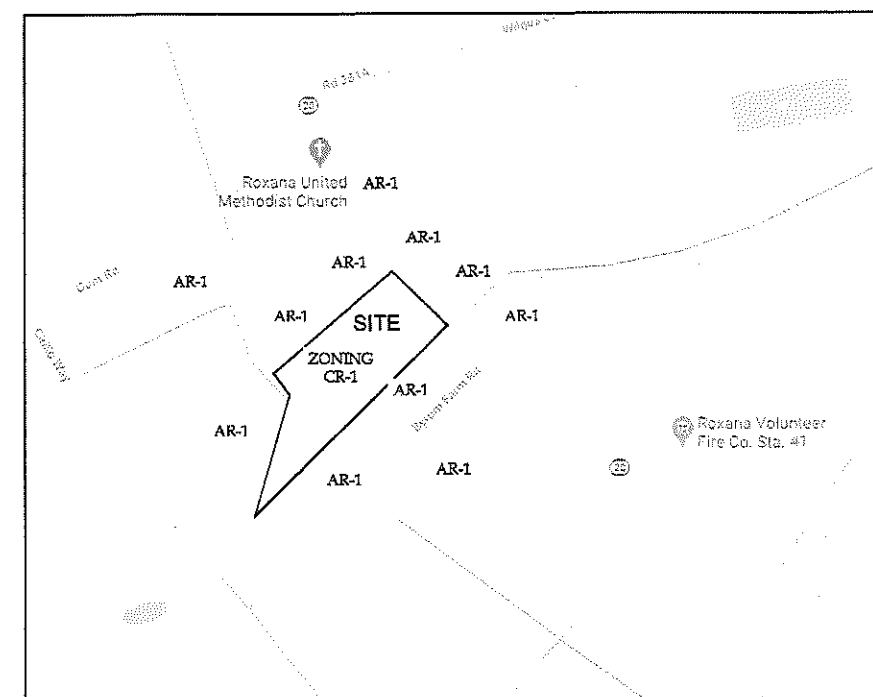 Rd 381A
20
Roxana United
Methodist Church
AR-1
AR-1
AR-1
AR-1
AR-1
AR-1
AR-1
SITE
ZONING
CR-1
AR-1
AR-1
Roxana Volunteer
Fire Co. Sta. 41
20
AR-1
AR-1